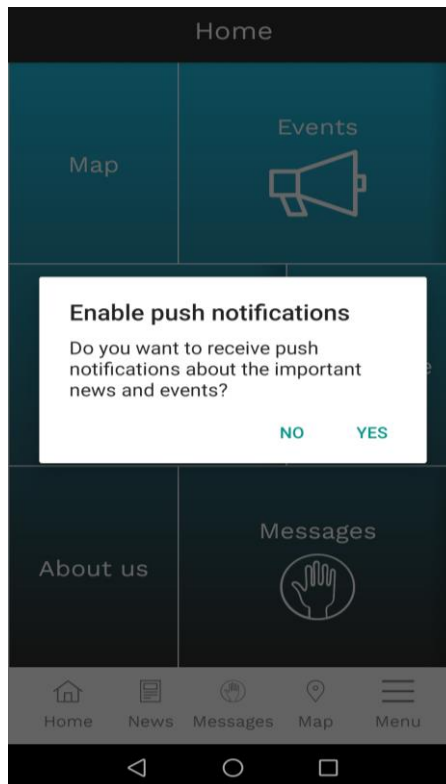 Home
Events
Map
Enable push notifications
Do you want to receive push
notifications about the important
news and events?
NO YES
Messages
About us
Home News Messages Map Menu